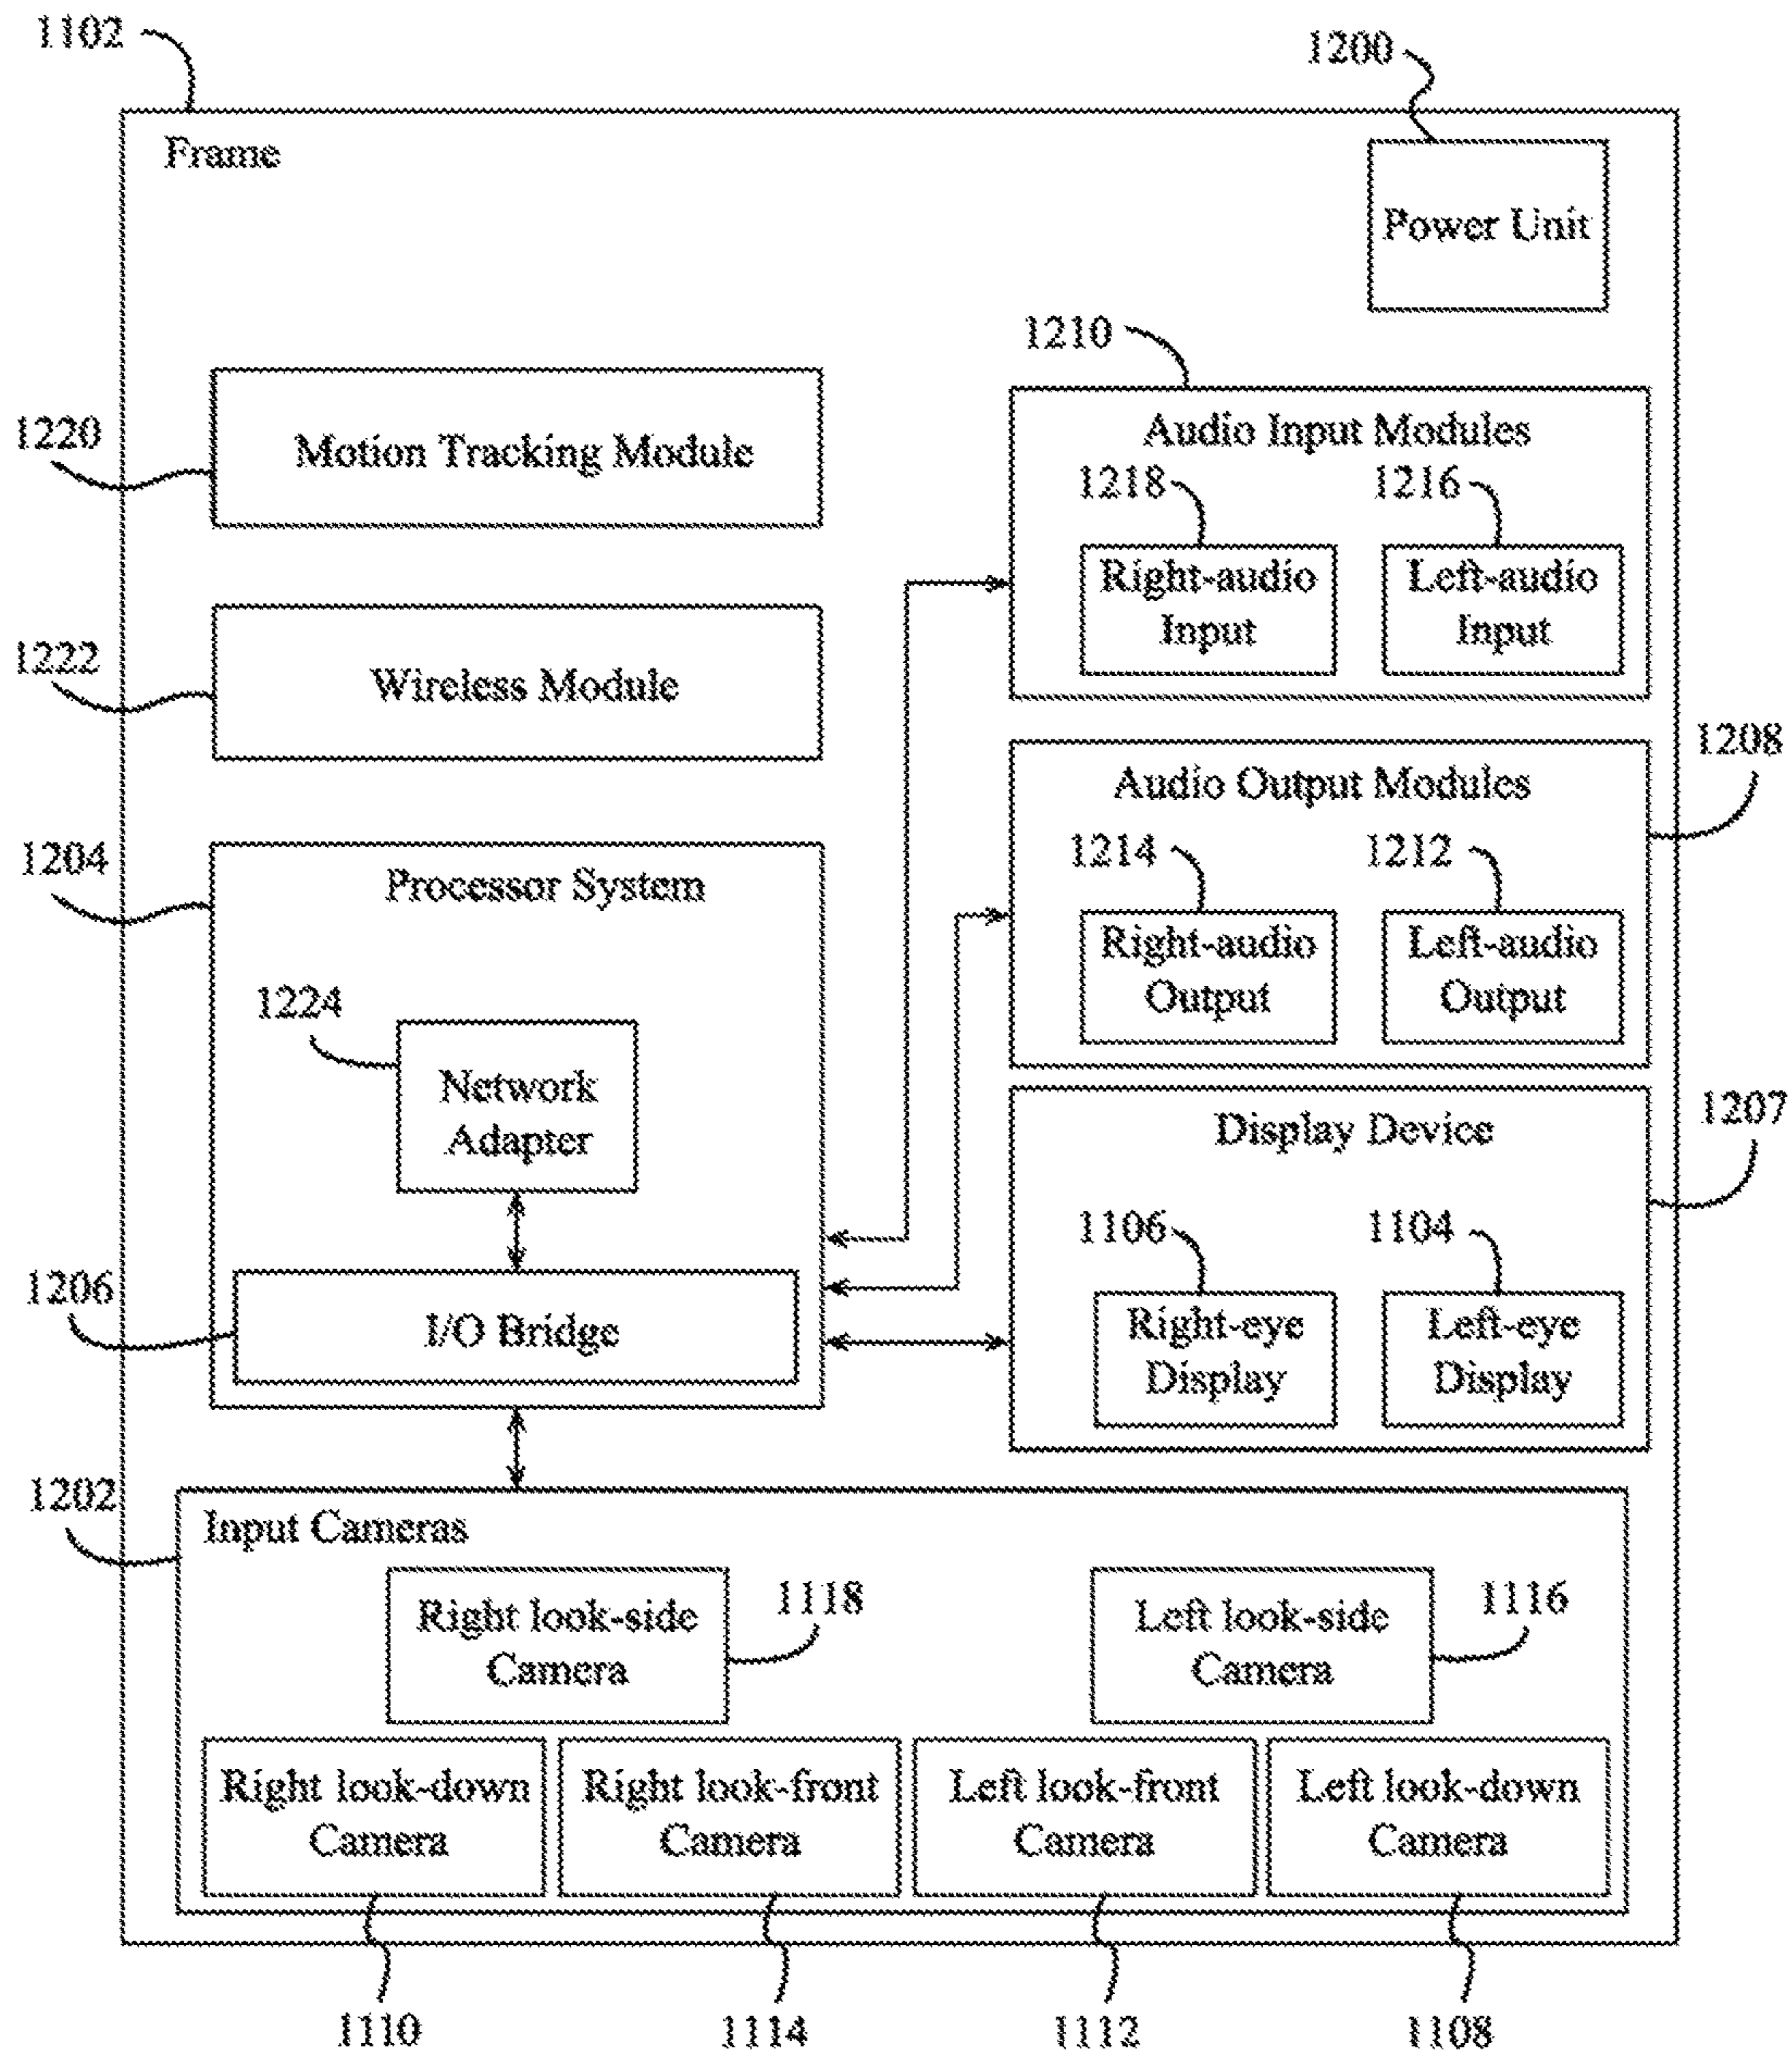 1102
1200
Frame
Power Unit
1210
1220
Motion Tracking Module
Audio Input Modules
1218
1216
Right-audio
Input
Left-audio
Input
1222
Wireless Module
1208
Audio Output Modules
1214
1212
Right-audio
Output
Left-audio
Output
1204
Processor System
1224
Network
Adapter
1207
Display Device
1106
1104
Right-eye
Display
Left-eye
Display
1206
I/O Bridge
1202
Input Cameras
Right look-side
Camera
1118
Left look-side
Camera
1116
Right look-down
Camera
Right look-front
Camera
Left look-front
Camera
Left look-down
Camera
1110
1114
1112
1108